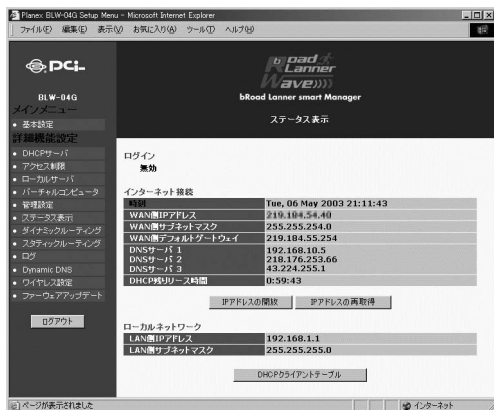 Planex BLW-04G Setup Menu - Microsoft Internet Explorer
ファイル(F) 編集(E) 表示(V) お気に入り(A) ツール(T) ヘルプ(H)
PCi
BLW-04G
メインメニュー
基本設定
詳細機能設定
DHCPサーバ
アクセス制限
ローカルサーバ
バーチャルコンピュータ
管理設定
ステータス表示
ダイナミックルーティング
スタティックルーティング
ログ
Dynamic DNS
ワイヤレス設定
ファームウェアアップデート
ログアウト
bRoad
Lanner
Wave))))
bRoad Lanner smart Manager
ステータス表示
ログイン
無効
インターネット接続
時刻 Tue, 06 May 2003 21:11:43
WAN側IPアドレス 219.184.54.40
WAN側サブネットマスク 255.255.254.0
WAN側デフォルトゲートウェイ 219.184.55.254
DNSサーバ 1 192.168.10.5
DNSサーバ 2 218.176.253.66
DNSサーバ 3 43.224.255.1
DHCP残りリース時間 0:59:43
IPアドレスの開放 IPアドレスの再取得
ローカルネットワーク
LAN側IPアドレス 192.168.1.1
LAN側サブネットマスク 255.255.255.0
DHCPクライアントテーブル
ページが表示されました インターネット